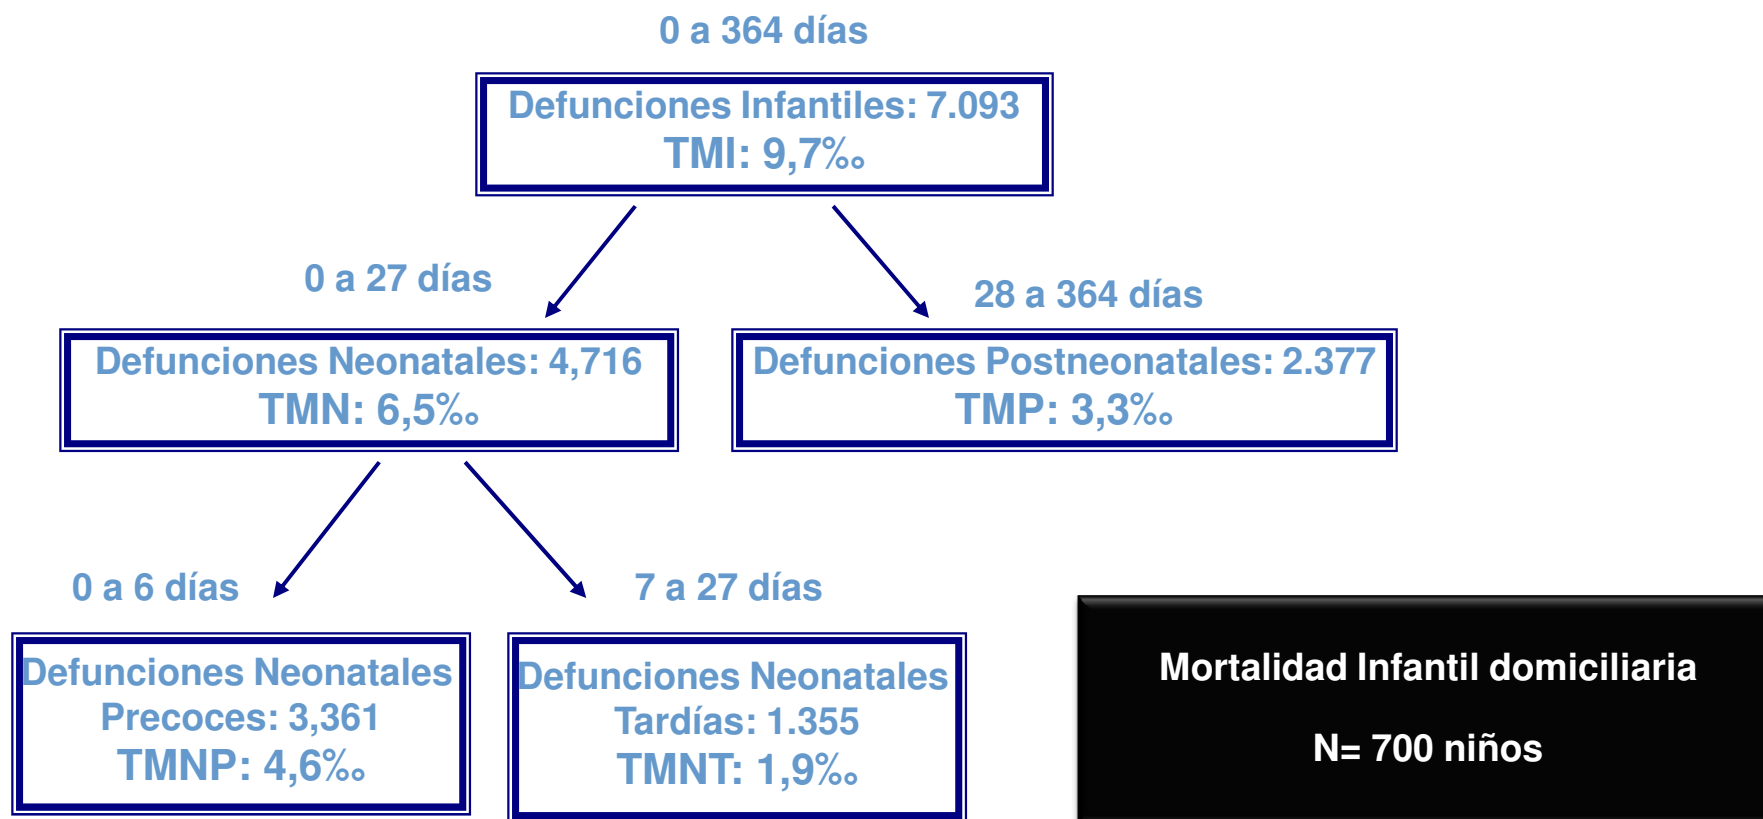 0 a 364 días
Defunciones Infantiles: 7.093
TMI: 9,7‰
0 a 27 días
28 a 364 días
Defunciones Neonatales: 4,716
TMN: 6,5‰
Defunciones Postneonatales: 2.377
TMP: 3,3‰
0 a 6 días
7 a 27 días
Defunciones Neonatales
Precoces: 3,361
TMNP: 4,6‰
Defunciones Neonatales
Tardías: 1.355
TMNT: 1,9‰
Mortalidad Infantil domiciliaria
N= 700 niños